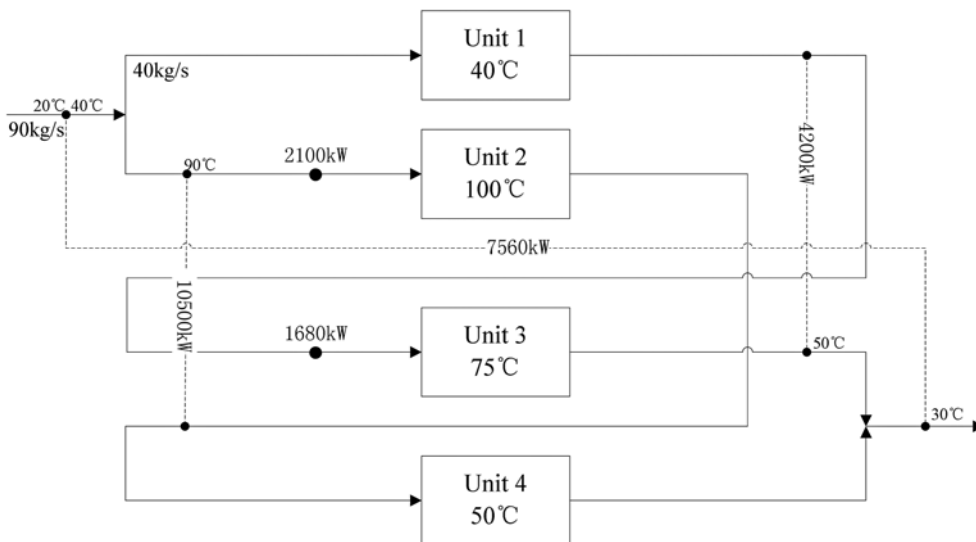 Unit 1
40℃
40kg/s
20℃ 40℃
90kg/s
4200kW
90℃
2100kW
Unit 2
100℃
7560kW
10500kW
1680kW
Unit 3
75℃
50℃
30℃
Unit 4
50℃